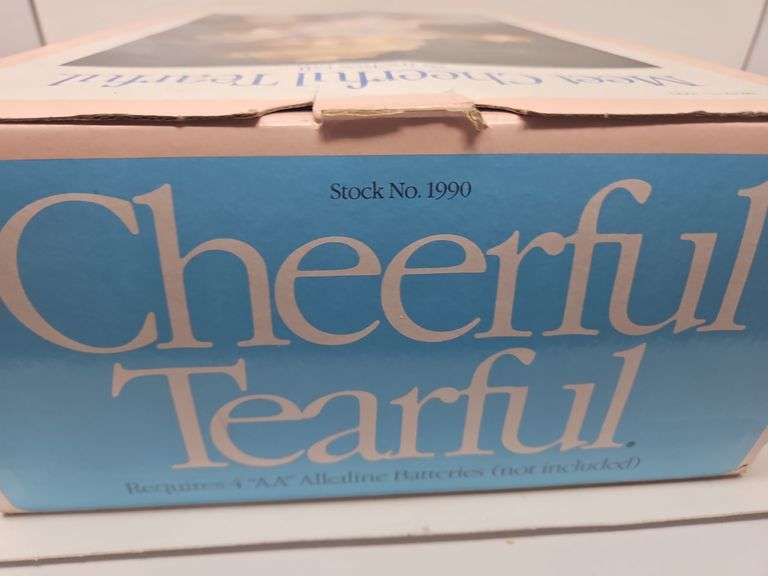 Meet Cheerful Tearful
Stock No. 1990
Cheerful
Tearful®
Requires 4 "AA" Alkaline Batteries (not included)